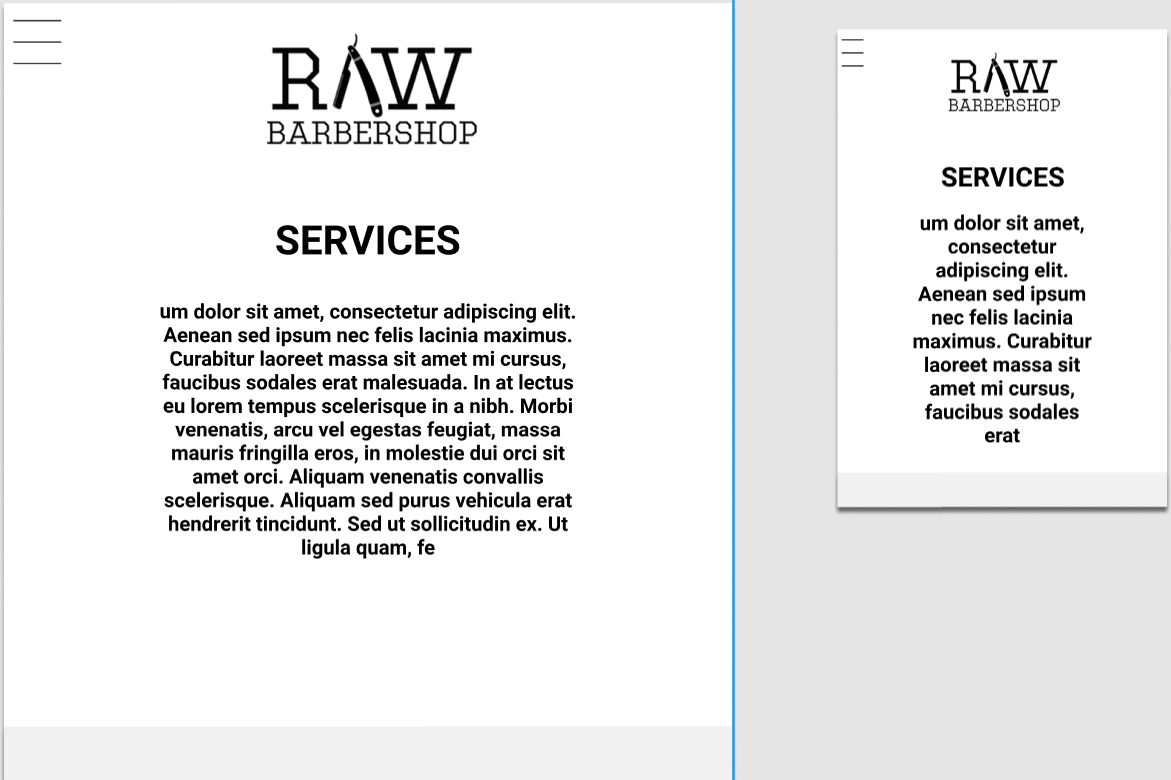 RAW
BARBERSHOP
SERVICES
um dolor sit amet, consectetur adipiscing elit.
Aenean sed ipsum nec felis lacinia maximus.
Curabitur laoreet massa sit amet mi cursus,
faucibus sodales erat malesuada. In at lectus
eu lorem tempus scelerisque in a nibh. Morbi
venenatis, arcu vel egestas feugiat, massa
mauris fringilla eros, in molestie dui orci sit
amet orci. Aliquam venenatis convallis
scelerisque. Aliquam sed purus vehicula erat
hendrerit tincidunt. Sed ut sollicitudin ex. Ut
ligula quam, fe
RAW
BARBERSHOP
SERVICES
um dolor sit amet,
consectetur
adipiscing elit.
Aenean sed ipsum
nec felis lacinia
maximus. Curabitur
laoreet massa sit
amet mi cursus,
faucibus sodales
erat